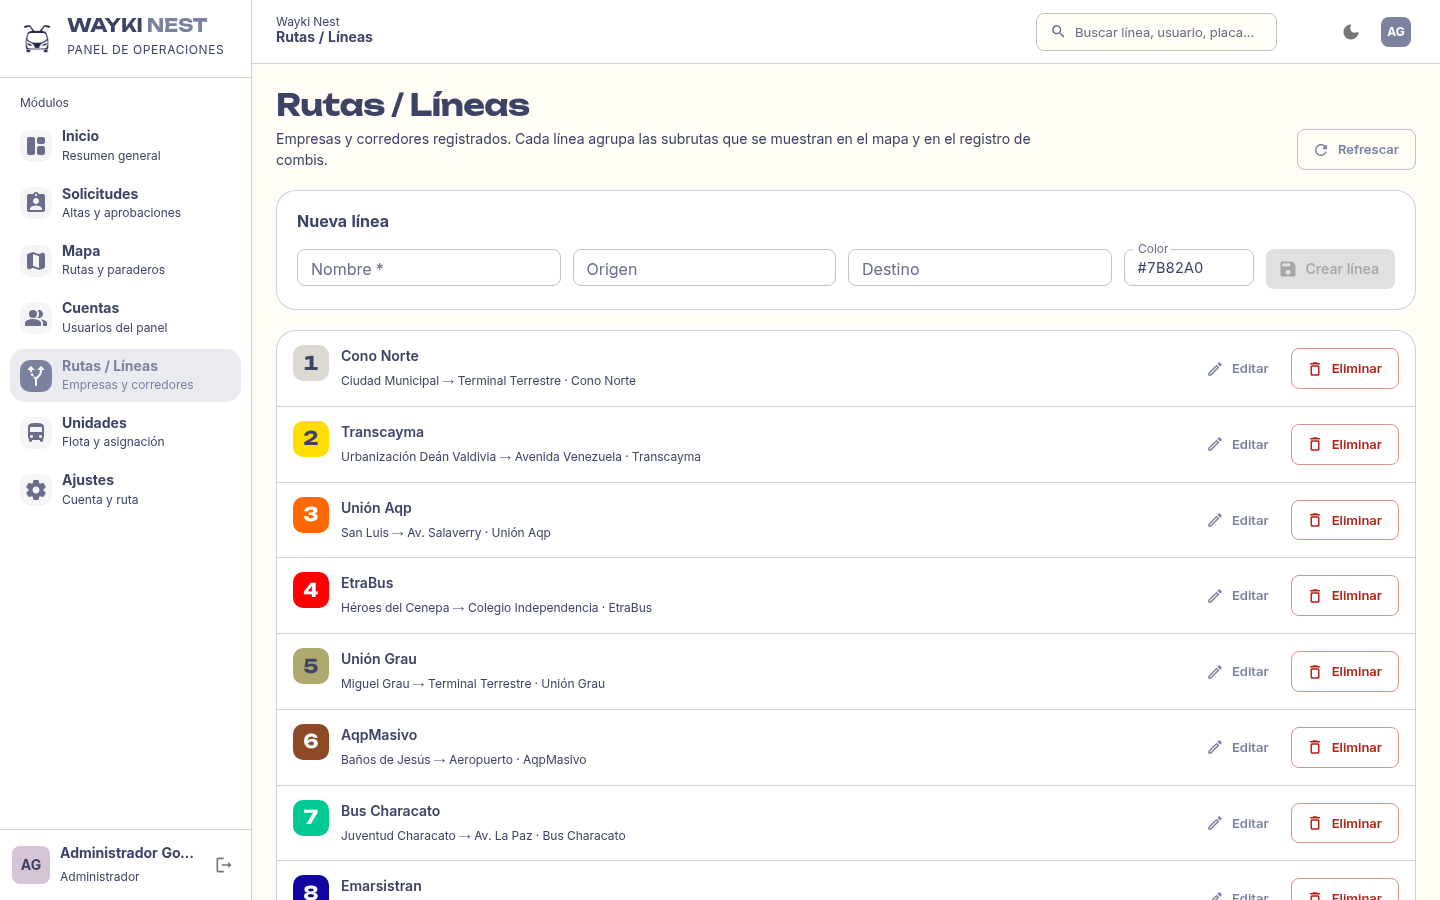 WAYKI NEST
PANEL DE OPERACIONES
Módulos
Inicio
Resumen general
Solicitudes
Altas y aprobaciones
Mapa
Rutas y paraderos
Cuentas
Usuarios del panel
Rutas / Líneas
Empresas y corredores
Unidades
Flota y asignación
Ajustes
Cuenta y ruta
AG
Administrador Go...
Administrador
Wayki Nest
Rutas / Líneas
Buscar línea, usuario, placa...
AG
Rutas / Líneas
Empresas y corredores registrados. Cada línea agrupa las subrutas que se muestran en el mapa y en el registro de
combis.
Refrescar
Nueva línea
Nombre *
Origen
Destino
Color
#7B82A0
Crear línea
1
Cono Norte
Ciudad Municipal → Terminal Terrestre · Cono Norte
Editar
Eliminar
2
Transcayma
Urbanización Deán Valdivia → Avenida Venezuela · Transcayma
Editar
Eliminar
3
Unión Aqp
San Luis → Av. Salaverry · Unión Aqp
Editar
Eliminar
4
EtraBus
Héroes del Cenepa → Colegio Independencia · EtraBus
Editar
Eliminar
5
Unión Grau
Miguel Grau → Terminal Terrestre · Unión Grau
Editar
Eliminar
6
AqpMasivo
Baños de Jesús → Aeropuerto · AqpMasivo
Editar
Eliminar
7
Bus Characato
Juventud Characato → Av. La Paz · Bus Characato
Editar
Eliminar
8
Emarsistran
Editar
Eliminar